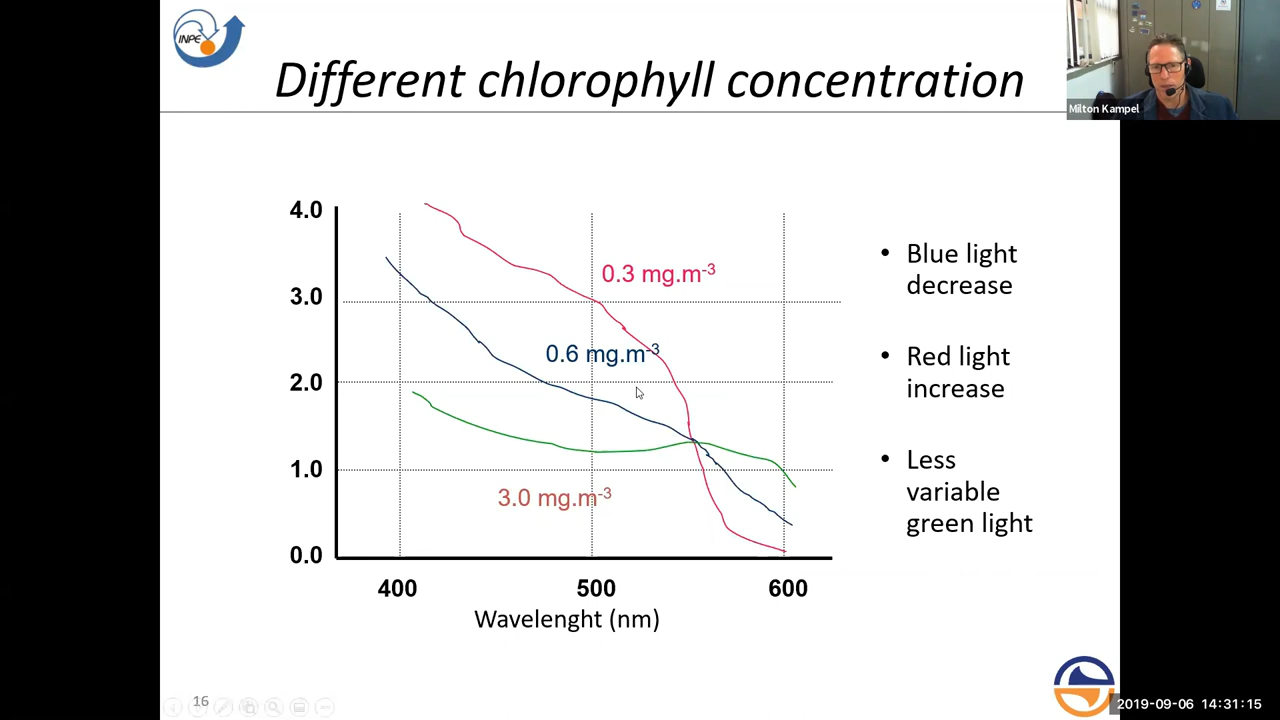 INPE
Different chlorophyll concentration
Milton Kampel
4.0
3.0
2.0
1.0
0.0
0.3 mg.m-3
0.6 mg.m-3
3.0 mg.m-3
400 500 600
Wavelenght (nm)
• Blue light
decrease
• Red light
increase
• Less
variable
green light
16
2019-09-06 14:31:15